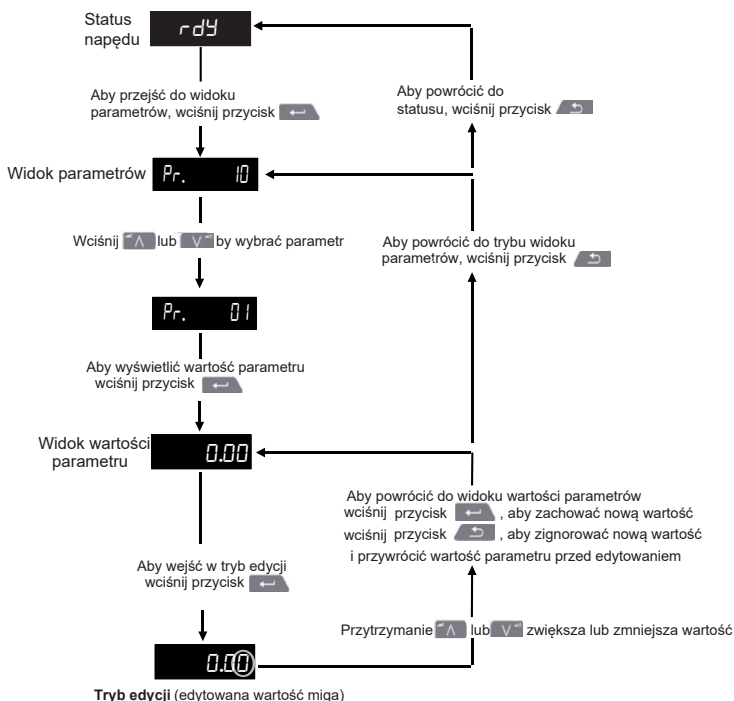 Status
napędu
rdY
Aby przejść do widoku
parametrów, wciśnij przycisk
Aby powrócić do
statusu, wciśnij przycisk
Widok parametrów
Pr. 10
Wciśnij lub by wybrać parametr
Aby powrócić do trybu widoku
parametrów, wciśnij przycisk
Pr. 01
Aby wyświetlić wartość parametru
wciśnij przycisk
Widok wartości
parametru
0.00
Aby powrócić do widoku wartości parametrów
wciśnij przycisk , aby zachować nową wartość
wciśnij przycisk , aby zignorować nową wartość
i przywrócić wartość parametru przed edytowaniem
Aby wejść w tryb edycji
wciśnij przycisk
Przytrzymanie lub zwiększa lub zmniejsza wartość
0.00
Tryb edycji (edytowana wartość miga)